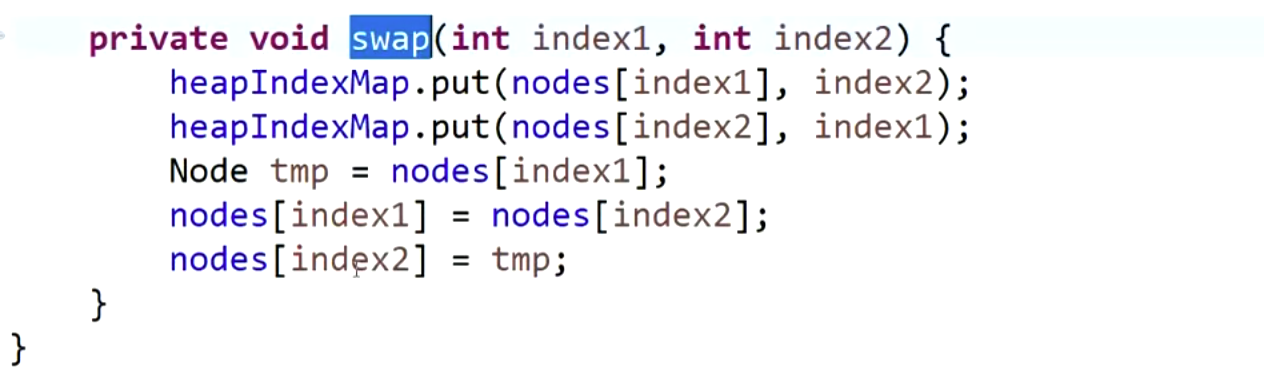 private void swap(int index1, int index2) {
heapIndexMap.put(nodes[index1], index2);
heapIndexMap.put(nodes[index2], index1);
Node tmp = nodes[index1];
nodes[index1] = nodes[index2];
nodes[index2] = tmp;
}
}